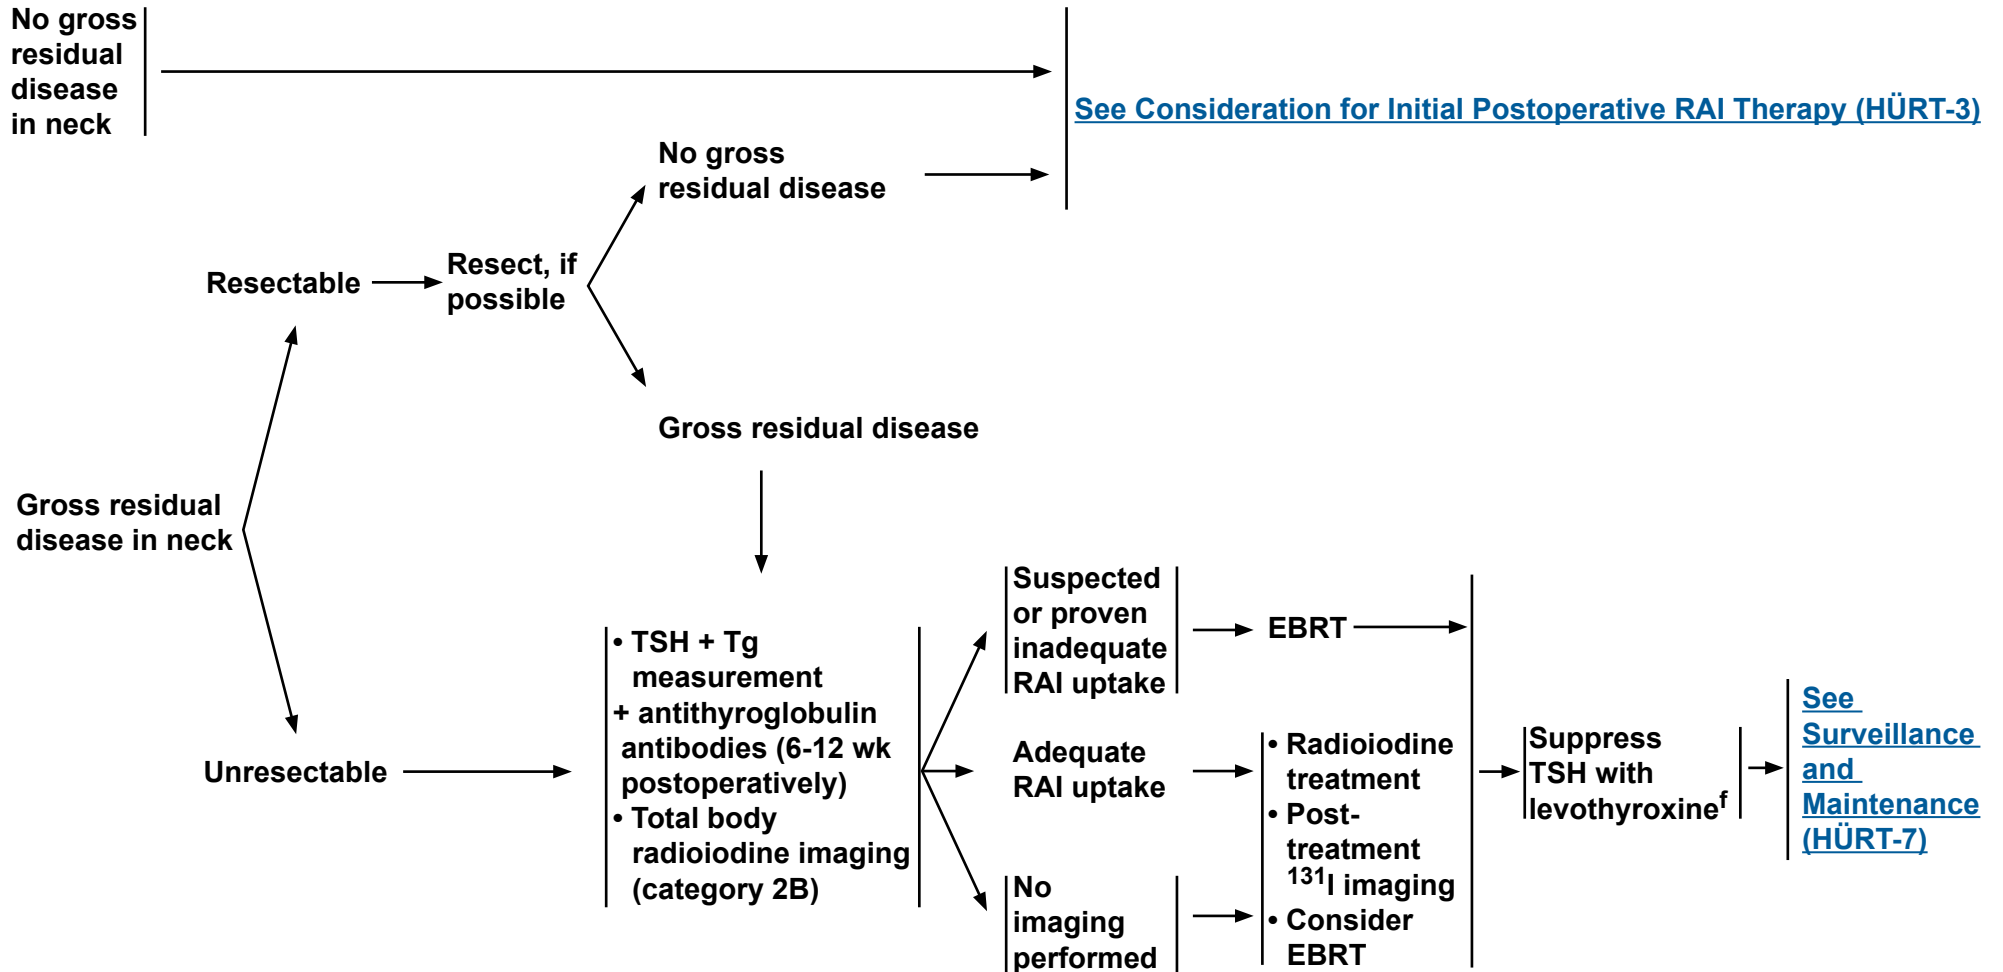 No gross
residual
disease
in neck
See Consideration for Initial Postoperative RAI Therapy (HÜRT-3)
No gross
residual disease
Resectable
Resect, if
possible
Gross residual disease
Gross residual
disease in neck
Unresectable
• TSH + Tg
measurement
+ antithyroglobulin
antibodies (6-12 wk
postoperatively)
• Total body
radioiodine imaging
(category 2B)
Suspected
or proven
inadequate
RAI uptake
EBRT
Adequate
RAI uptake
No
imaging
performed
• Radioiodine
treatment
• Post-
treatment
131I imaging
• Consider
EBRT
Suppress
TSH with
levothyroxinef
See
Surveillance
and
Maintenance
(HÜRT-7)